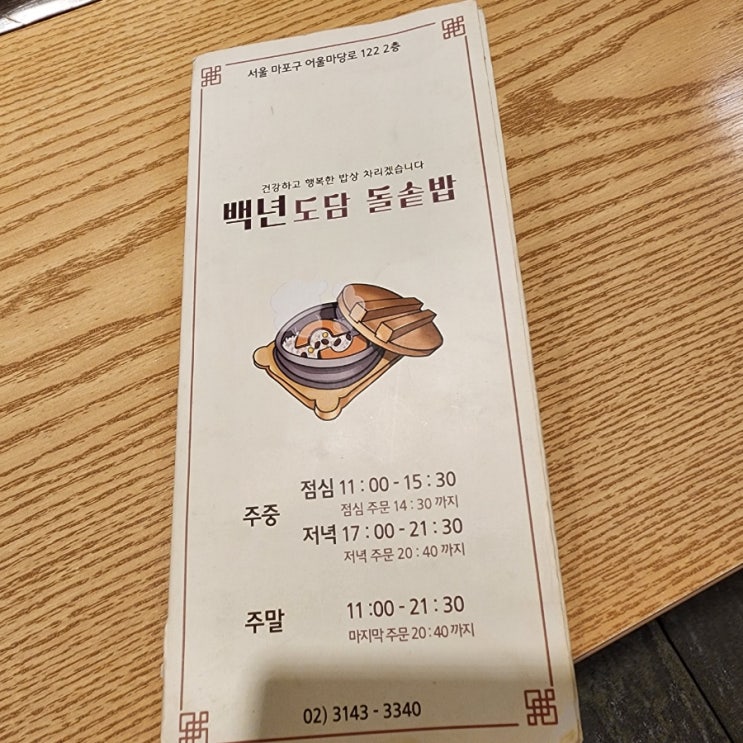 서울 마포구 어울마당로 122 2층
건강하고 행복한 밥상 차리겠습니다
백년도담 돌솥밥
점심 11 : 00 - 15 : 30
점심 주문 14 : 30 까지
주중
저녁 17 : 00 - 21 : 30
저녁 주문 20 : 40 까지
주말
11 :00 - 21 : 30
마지막 주문 20 : 40 까지
02) 3143 - 3340